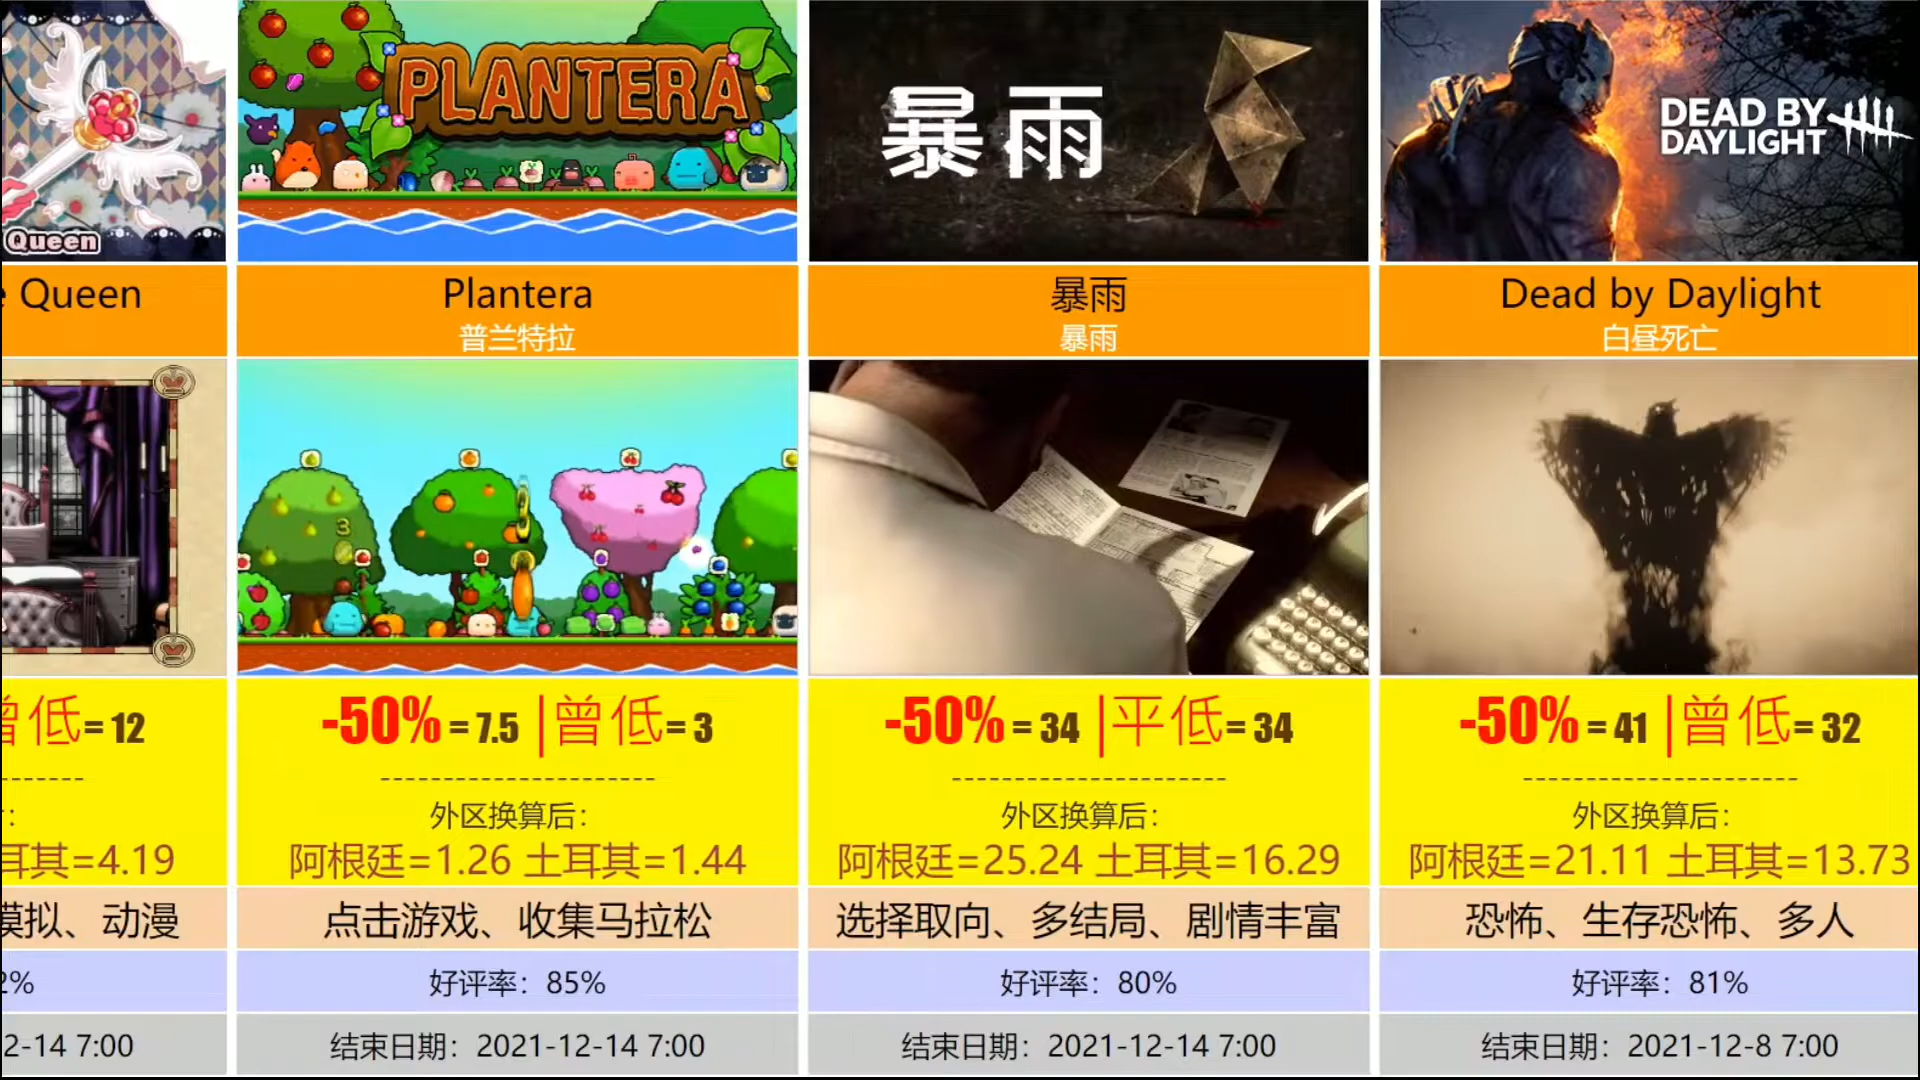 Queen
Queen
曾低=12
耳其=4.19
模拟、动漫
2%
2-14 7:00
PLANTERA
Plantera
普兰特拉
3
-50%=7.5|曾低=3
外区换算后：
阿根廷=1.26 土耳其=1.44
点击游戏、收集马拉松
好评率：85%
结束日期：2021-12-14 7:00
暴雨
暴雨
暴雨
-50%=34|平低=34
外区换算后：
阿根廷=25.24 土耳其=16.29
选择取向、多结局、剧情丰富
好评率：80%
结束日期：2021-12-14 7:00
DEAD BY
DAYLIGHT
Dead by Daylight
白昼死亡
-50%=41|曾低=32
外区换算后：
阿根廷=21.11 土耳其=13.73
恐怖、生存恐怖、多人
好评率：81%
结束日期：2021-12-8 7:00